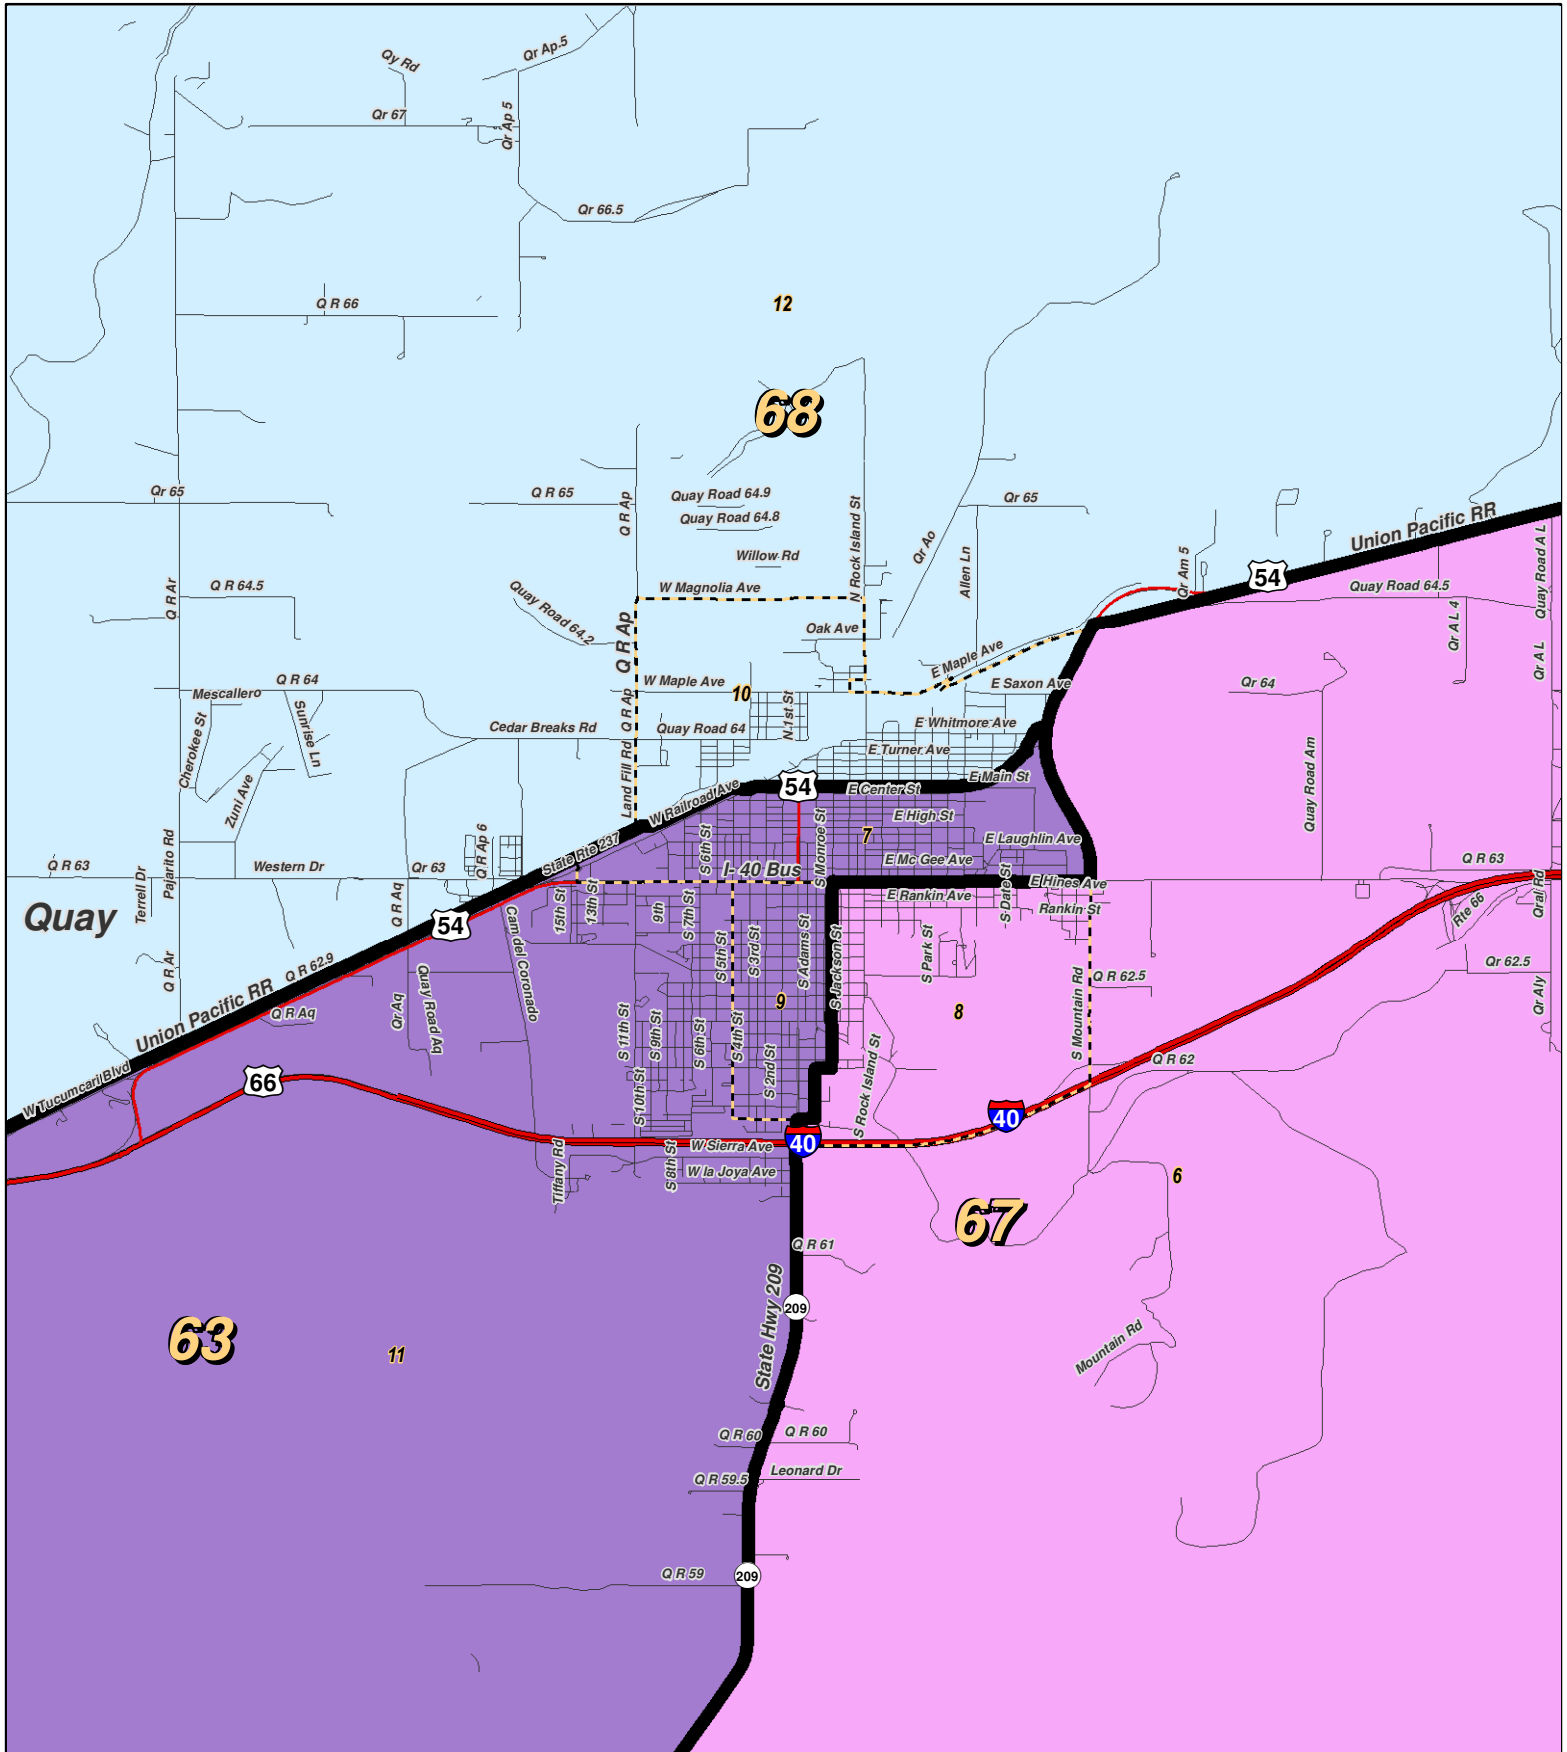 Qy Rd
Qr Ap.5
Qr 67
Qr Ap 5
Qr 66.5
Q R 66
12
68
Qr 65
Q R 65
Q R Ap
Quay Road 64.9
Quay Road 64.8
Willow Rd
W Magnolia Ave
N Rock Island St
Qr Ao
Qr 65
Allen Ln
Qr Am 5
54
Union Pacific RR
Quay Road A L
Quay Road 64.5
Qr A L 4
Qr A L
Q R Ar
Q R 64.5
Quay Road 64.2
Q R Ap
Oak Ave
E Maple Ave
W Maple Ave
10
E Saxon Ave
Qr 64
Q R 64
Mescallero
Cherokee St
Sunrise Ln
Cedar Breaks Rd
Q R Ap
Quay Road 64
N 1st St
E Whitmore Ave
E Turner Ave
Zuni Ave
Land Fill Rd
W Railroad Ave
54
E Center St
E Main St
Quay Road Am
Pajarito Rd
Q R Ap 6
State Rte 237
S 6th St
S Monroe St
E High St
7
E Laughlin Ave
E Mc Gee Ave
Q R 63
Terrell Dr
Western Dr
Qr 63
I- 40 Bus
E Hines Ave
Q R 63
Quay
Q R Aq
54
15th St
13th St
9th
S 7th St
E Rankin Ave
S Date St
Rankin St
Rte 66
Qral Rd
Q R Ar
Q R 62.9
Cam del Coronado
S 5th St
S 3rd St
S Adams St
S Jackson St
S Park St
Q R 62.5
Qr 62.5
Union Pacific RR
Q R Aq
Qr Aq
Quay Road Aq
S 11th St
S 9th St
S 6th St
S 4th St
9
8
S Mountain Rd
Qr Aly
W Tucumcari Blvd
66
S 10th St
S 2nd St
S Rock Island St
Q R 62
40
40
Tiffany Rd
S 8th St
W Sierra Ave
W la Joya Ave
6
67
Q R 61
State Hwy 209
209
63
11
Mountain Rd
Q R 60
Q R 60
Q R 59.5
Leonard Dr
Q R 59
209